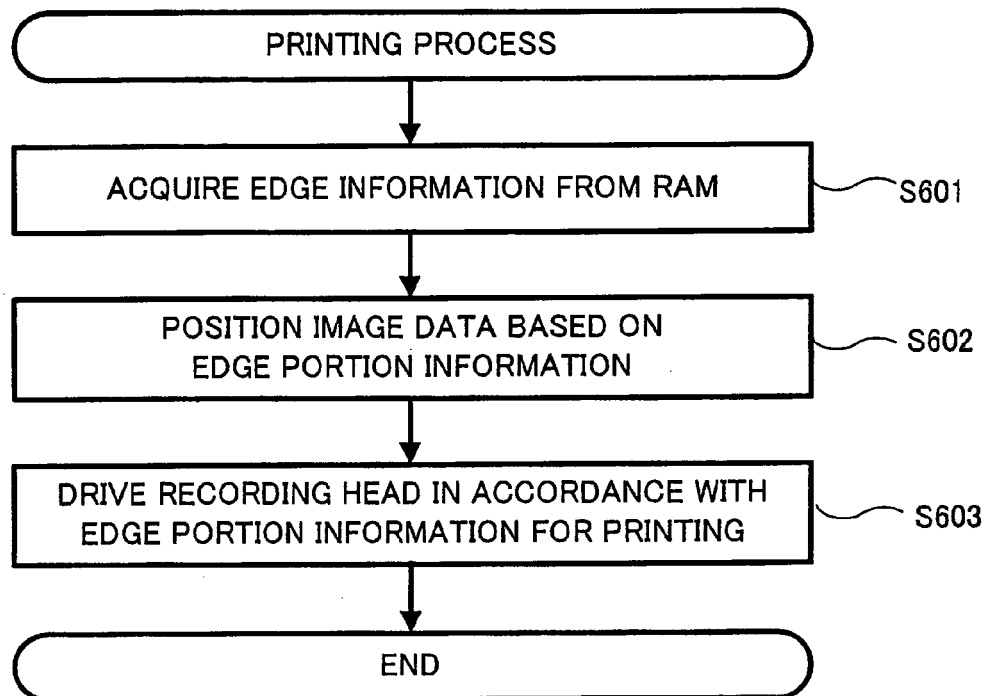 PRINTING PROCESS
ACQUIRE EDGE INFORMATION FROM RAM
S601
POSITION IMAGE DATA BASED ON
EDGE PORTION INFORMATION
S602
DRIVE RECORDING HEAD IN ACCORDANCE WITH
EDGE PORTION INFORMATION FOR PRINTING
S603
END